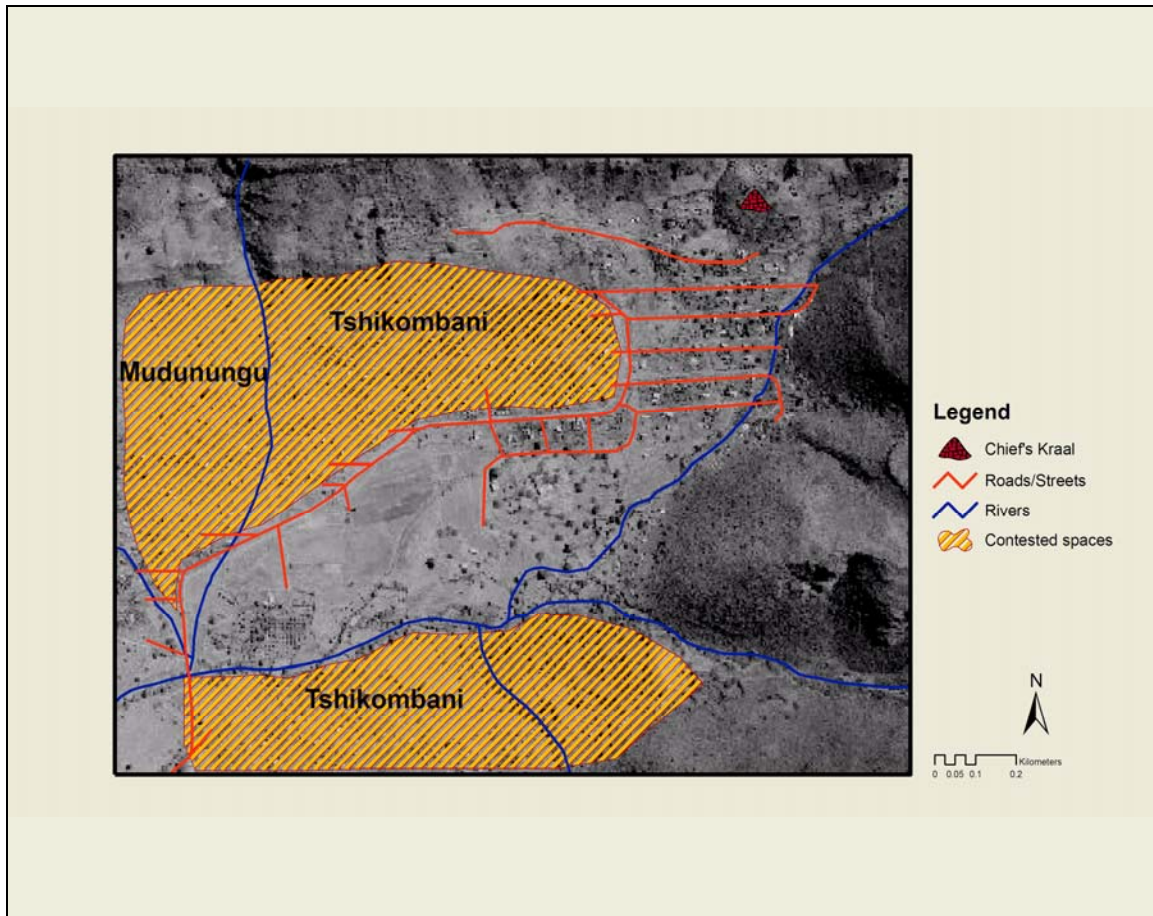 Tshikombani
Mudunungu
Tshikombani
Legend
Chief's Kraal
Roads/Streets
Rivers
Contested spaces
N
Kilometers
0 0.05 0.1 0.2